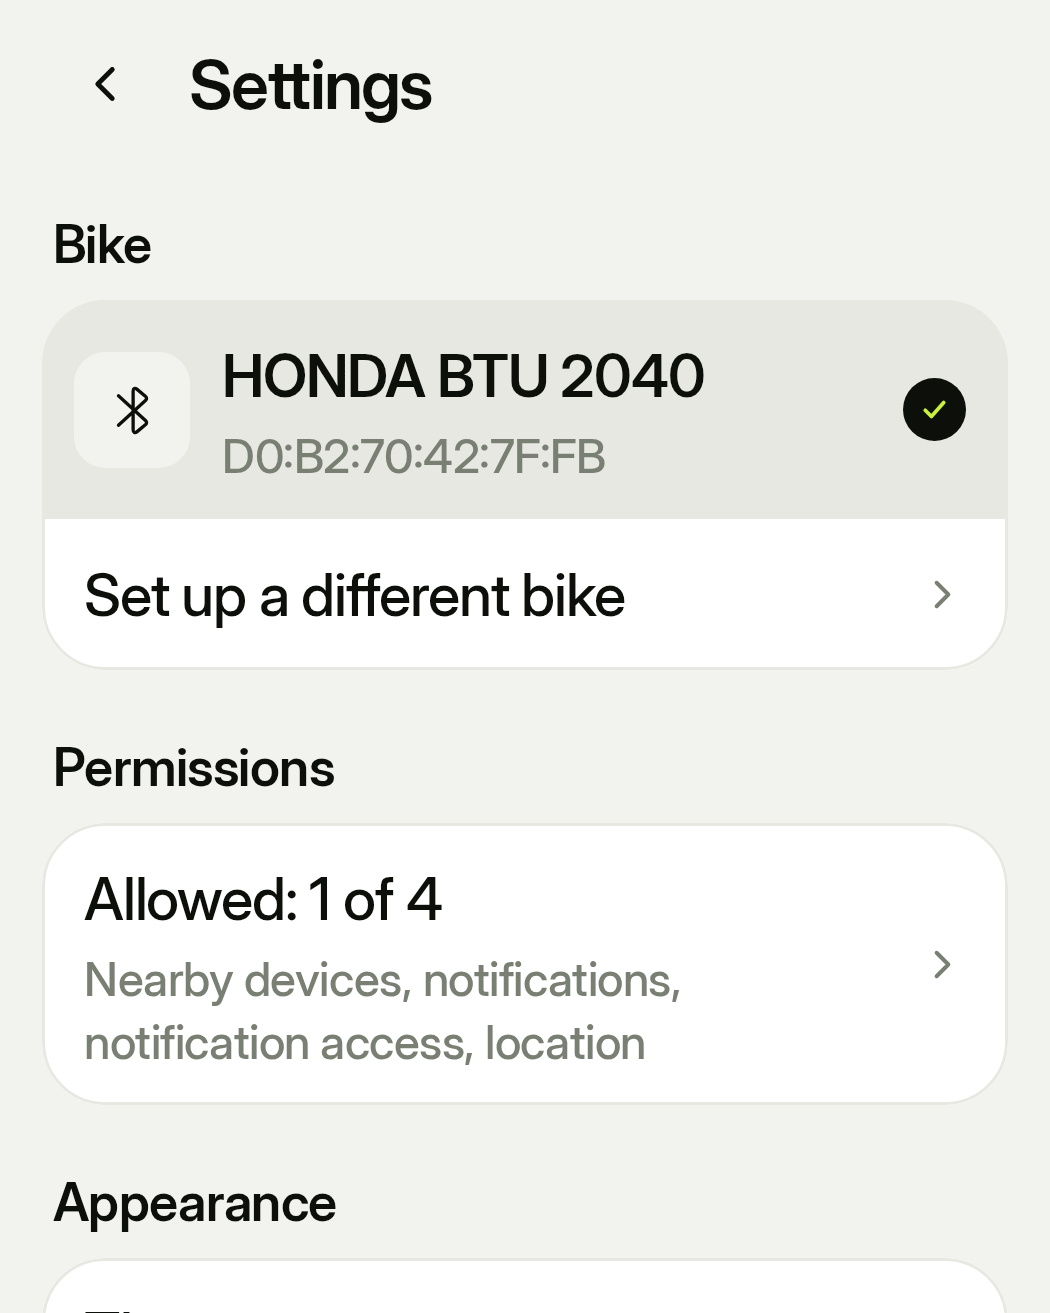 Settings
Bike
HONDA BTU 2040
D0:B2:70:42:7F:FB
Set up a different bike
Permissions
Allowed: 1 of 4
Nearby devices, notifications,
notification access, location
Appearance